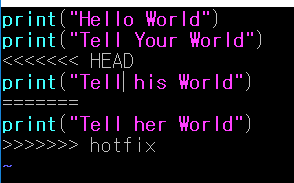 print("Hello World")
print("Tell Your World")
<<<<<<< HEAD
print("Tell his World")
=======
print("Tell her World")
>>>>>>> hotfix
~